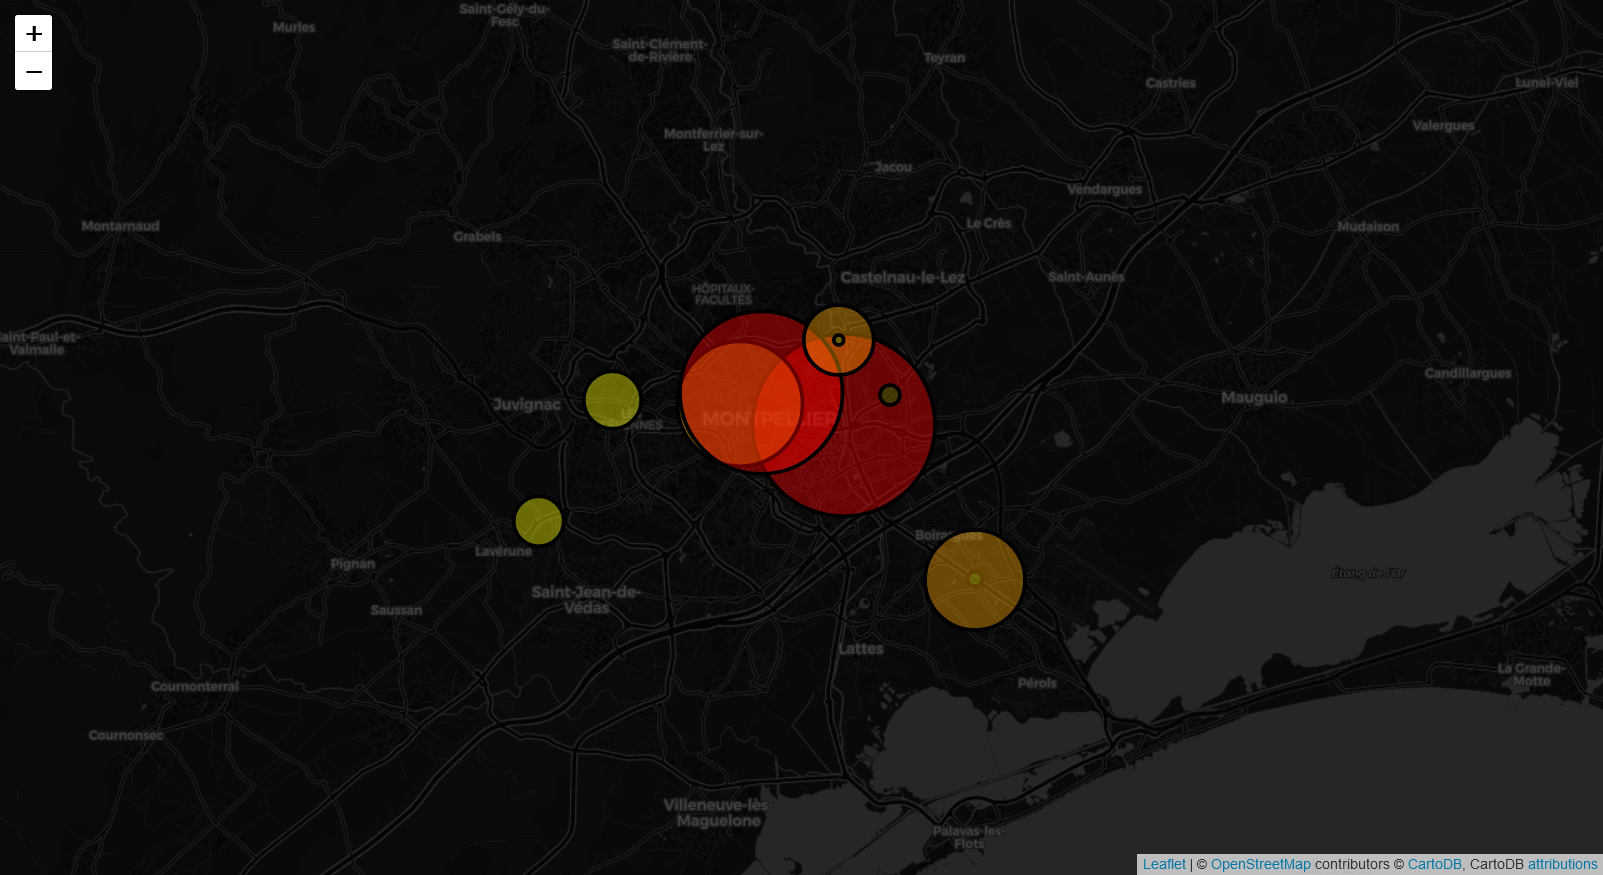 +
−
Saint-Gély-du-
Fesc
Murles
Saint-Clément-
de-Rivière
Teyran
Castries
Lunel-Viel
Valergues
Montferrier-sur-
Lez
Jacou
Vendargues
Montarnaud
Grabels
Le Crès
Mudaison
Castelnau-le-Lez
Saint-Aunès
HÔPITAUX-
FACULTÉS
Saint-Paul-et-
Valmalle
Candillargues
Juvignac
Mauguio
MONTPELLIER
Boirargues
Lavérune
Pignan
Étang de l'Or
Saint-Jean-de-
Védas
Saussan
Lattes
La Grande-
Motte
Pérols
Cournonterral
Cournonsec
Villeneuve-lès-
Maguelone
Palavas-les-
Flots
Leaflet | © OpenStreetMap contributors © CartoDB, CartoDB attributions